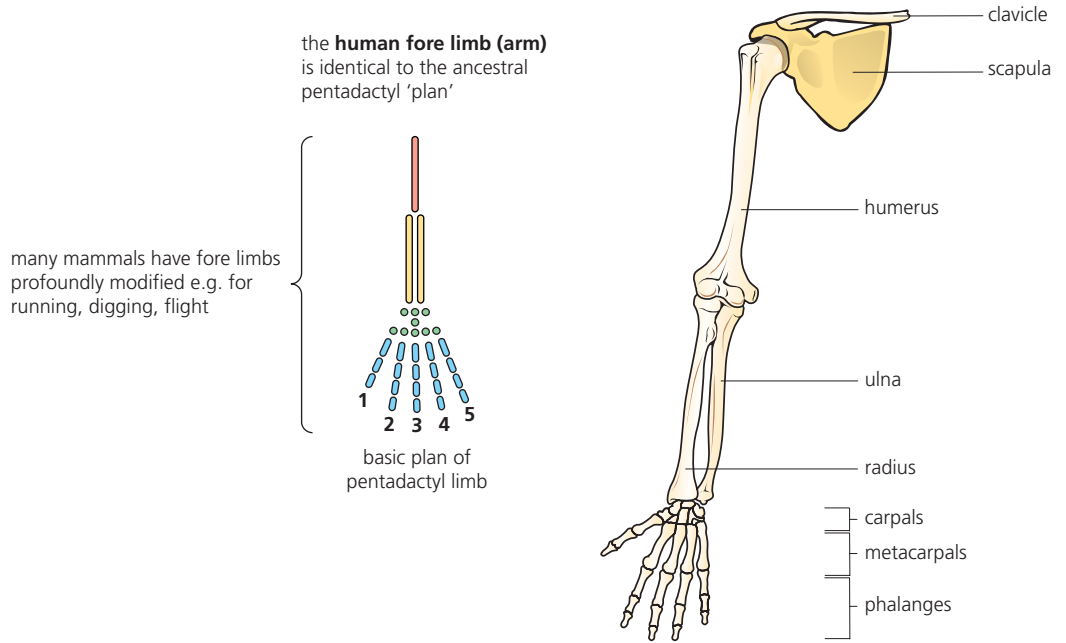 the human fore limb (arm)
is identical to the ancestral
pentadactyl ‘plan’
many mammals have fore limbs
profoundly modified e.g. for
running, digging, flight
1
2
3
4
5
basic plan of
pentadactyl limb
clavicle
scapula
humerus
ulna
radius
carpals
metacarpals
phalanges